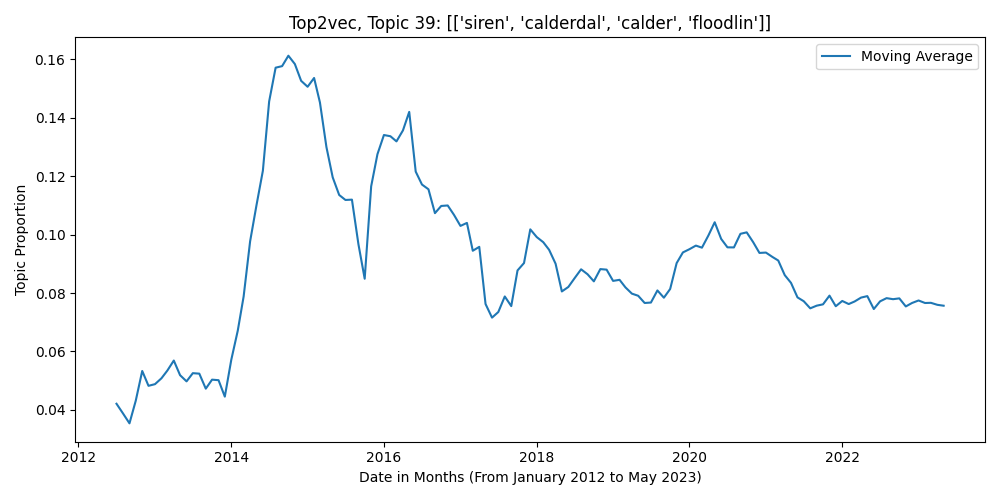 Top2vec, Topic 39: [['siren', 'calderdal', 'calder', 'floodlin']]
Moving Average
0.16
0.14
0.12
0.10
0.08
0.06
0.04
Topic Proportion
2012 2014 2016 2018 2020 2022
Date in Months (From January 2012 to May 2023)